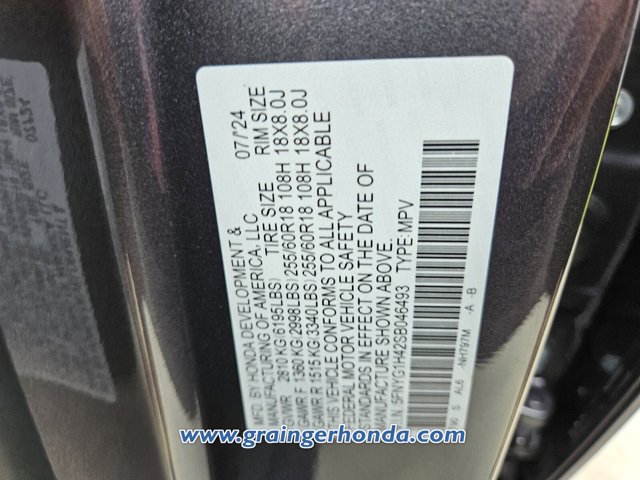 MANUFACTURED BY HONDA DEVELOPMENT &
MANUFACTURING OF AMERICA, LLC 07/24
GVWR 2810 KG(6195LBS) TIRE SIZE RIM SIZE
GAWR F 1360 KG(2998LBS) 255/60R18 108H 18X8.0J
GAWR R 1515 KG(3340LBS) 255/60R18 108H 18X8.0J
THIS VEHICLE CONFORMS TO ALL APPLICABLE
FEDERAL MOTOR VEHICLE SAFETY
STANDARDS IN EFFECT ON THE DATE OF
MANUFACTURE SHOWN ABOVE.
V.I.N. 5FNYG1H42SB046493 TYPE:MPV
S AL6 -NH797M -A -B
www.graingerhonda.com